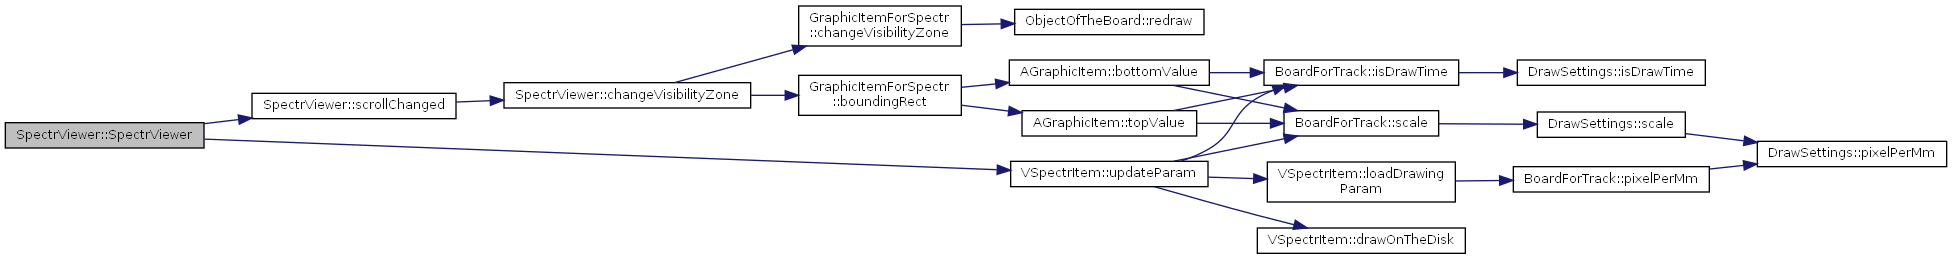 SpectrViewer::SpectrViewer
SpectrViewer::scrollChanged
SpectrViewer::changeVisibilityZone
GraphicItemForSpectr
::changeVisibilityZone
ObjectOfTheBoard::redraw
GraphicItemForSpectr
::boundingRect
AGraphicItem::bottomValue
BoardForTrack::isDrawTime
DrawSettings::isDrawTime
AGraphicItem::topValue
BoardForTrack::scale
DrawSettings::scale
DrawSettings::pixelPerMm
VSpectrItem::updateParam
VSpectrItem::loadDrawing
Param
BoardForTrack::pixelPerMm
VSpectrItem::drawOnTheDisk